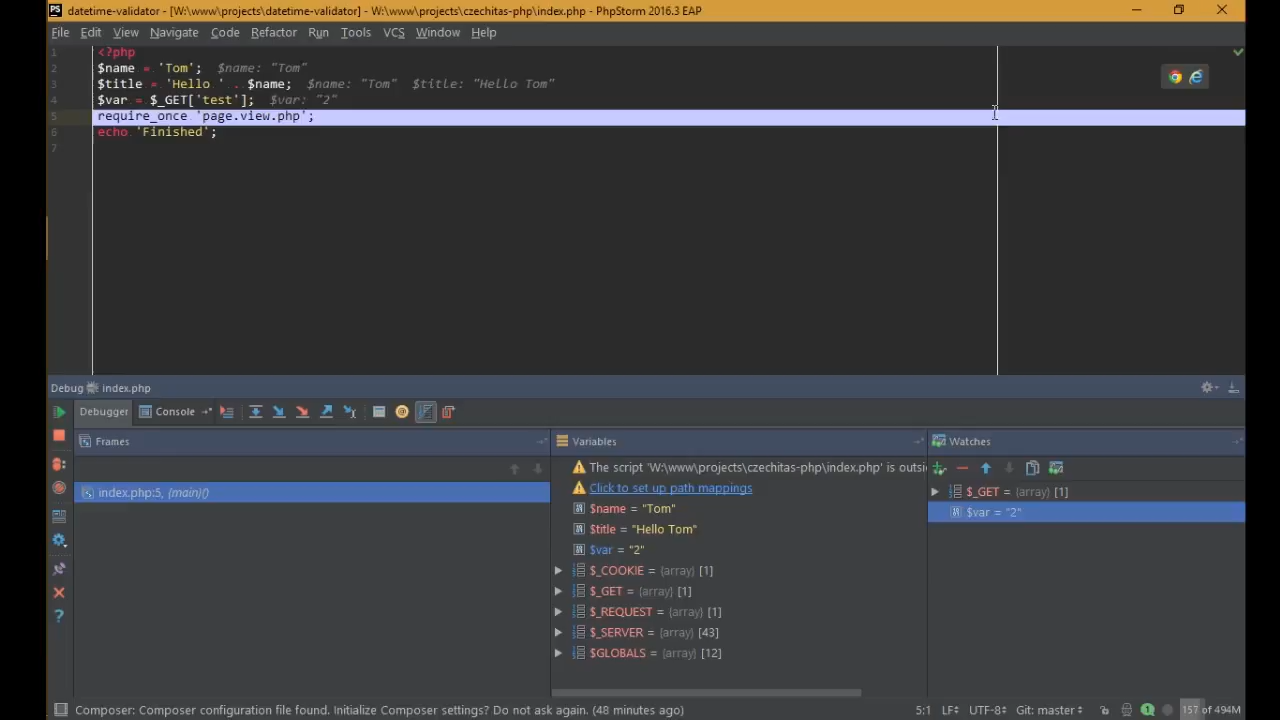 PS datetime-validator - [W:\www\projects\datetime-validator] - W:\www\projects\czechitas-php\index.php - PhpStorm 2016.3 EAP
File Edit View Navigate Code Refactor Run Tools VCS Window Help
1 <?php
2 $name = 'Tom'; $name: "Tom"
3 $title = 'Hello ' . $name; $name: "Tom" $title: "Hello Tom"
4 $var = $_GET['test']; $var: "2"
5 require_once 'page.view.php';
6 echo 'Finished';
7
Debug index.php
Debugger Console
Frames Variables Watches
The script 'W:\www\projects\czechitas-php\index.php' is outsi
Click to set up path mappings
index.php:5, {main}()
$name = "Tom"
$title = "Hello Tom"
$var = "2"
$_COOKIE = {array} [1]
$_GET = {array} [1]
$_REQUEST = {array} [1]
$_SERVER = {array} [43]
$GLOBALS = {array} [12]
$_GET = {array} [1]
$var = "2"
Composer: Composer configuration file found. Initialize Composer settings? Do not ask again. (48 minutes ago) 5:1 LF UTF-8 Git: master 1 157 of 494M